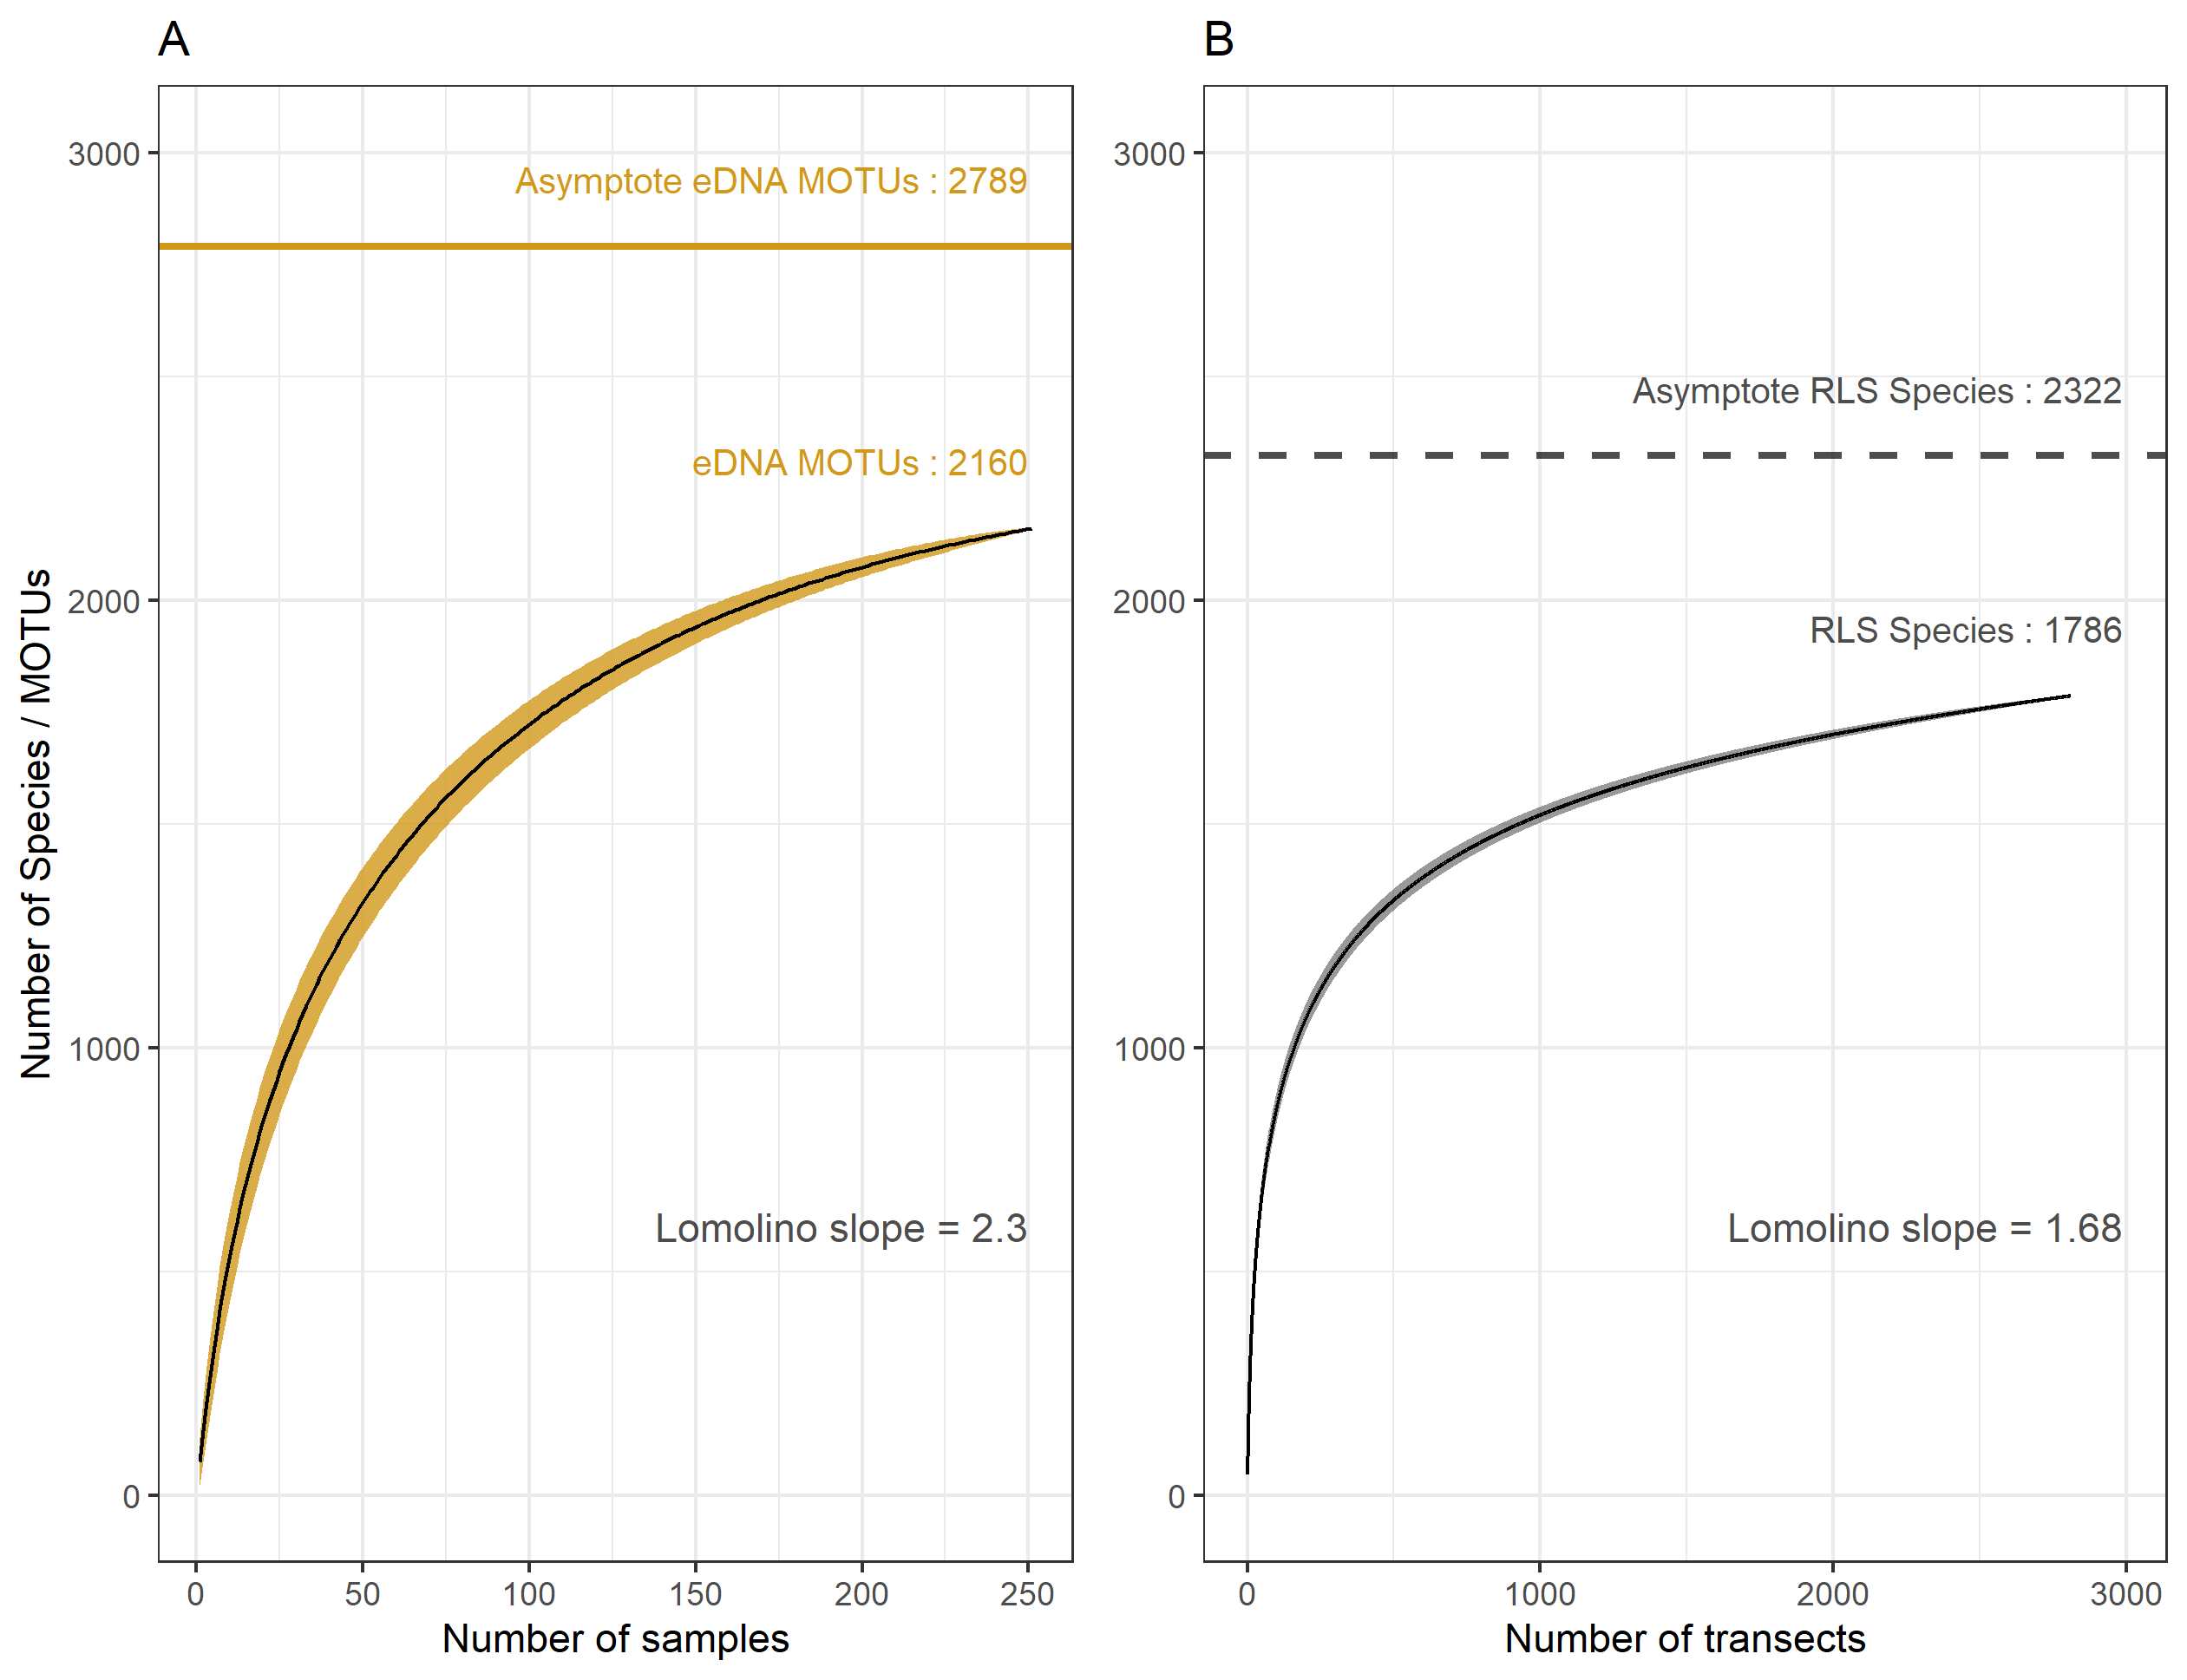 A
3000
2000
1000
0
Number of Species / MOTUs
Asymptote eDNA MOTUs : 2789
eDNA MOTUs : 2160
Lomolino slope = 2.3
0 50 100 150 200 250
Number of samples
B
3000
2000
1000
0
Asymptote RLS Species : 2322
RLS Species : 1786
Lomolino slope = 1.68
0 1000 2000 3000
Number of transects